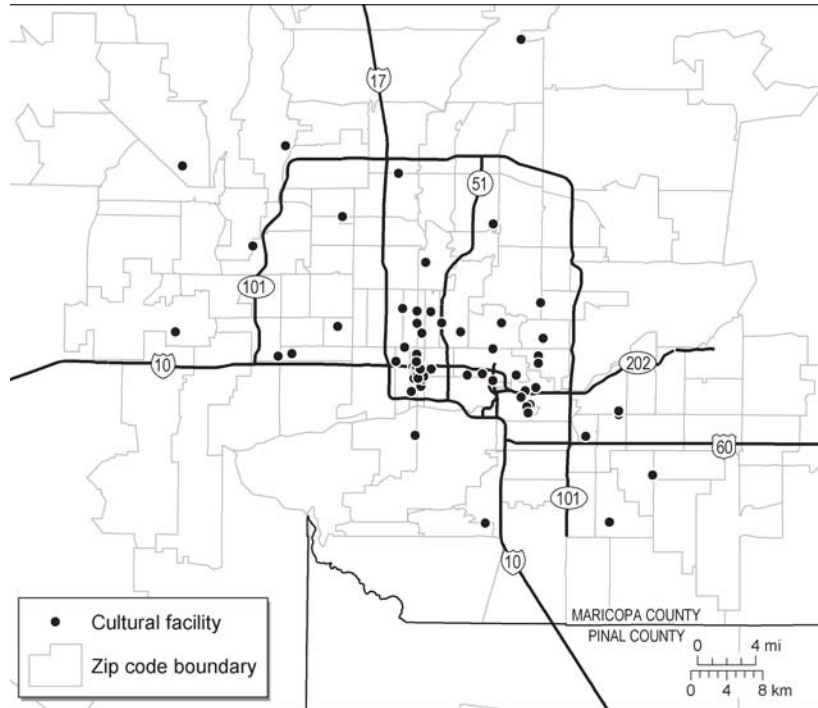 17
51
101
10
202
60
101
10
MARICOPA COUNTY
PINAL COUNTY
Cultural facility
Zip code boundary
0 4 mi
0 4 8 km